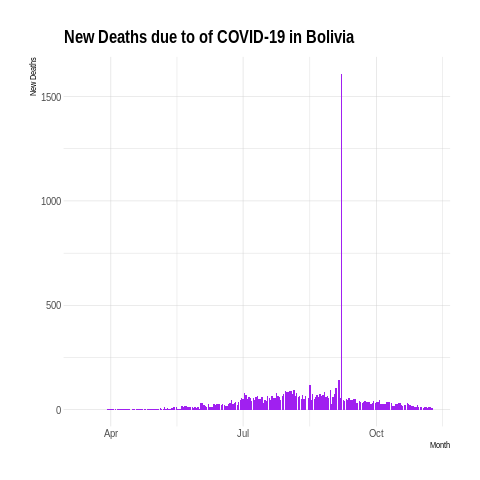 New Deaths due to of COVID-19 in Bolivia
New Deaths
1500
1000
500
0
Apr
Jul
Oct
Month